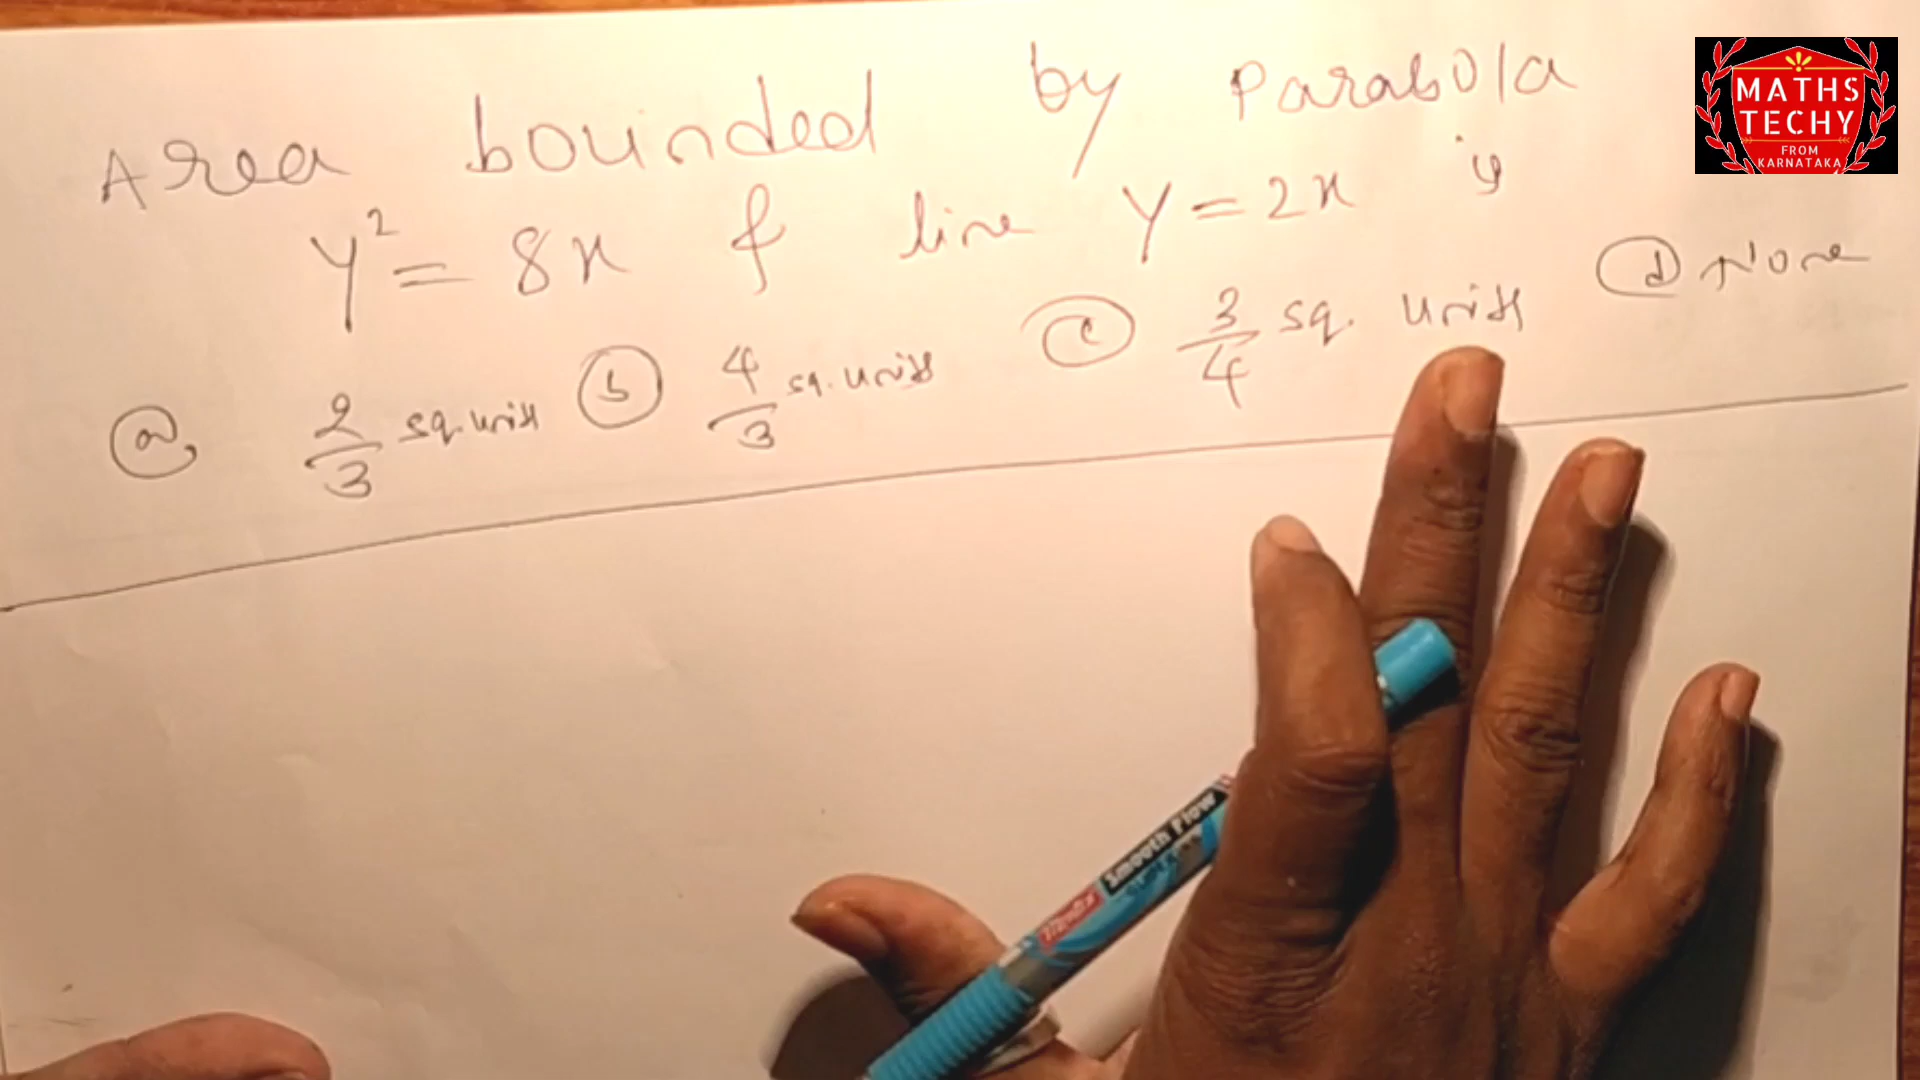 Area bounded by Parabola
y² = 8x & line y = 2x is
ⓐ 2/3 sq. units ⓑ 4/3 sq. units ⓒ 3/4 sq. units ⓓ None
MATHS
TECHY
FROM
KARNATAKA
Trimax
Smooth Flow